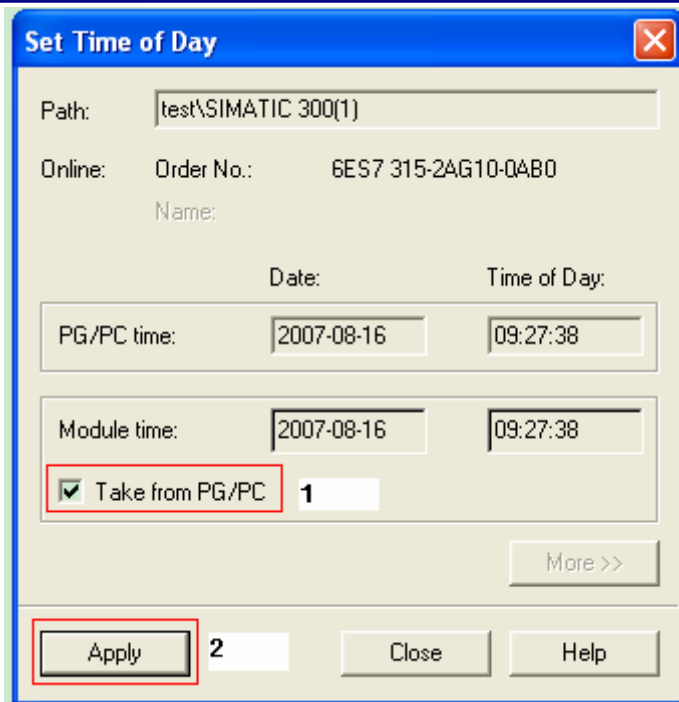 Set Time of Day
Path: test\SIMATIC 300(1)
Online: Order No.: 6ES7 315-2AG10-0AB0
Name:
Date: Time of Day:
PG/PC time: 2007-08-16 09:27:38
Module time: 2007-08-16 09:27:38
Take from PG/PC 1
More >>
Apply 2 Close Help